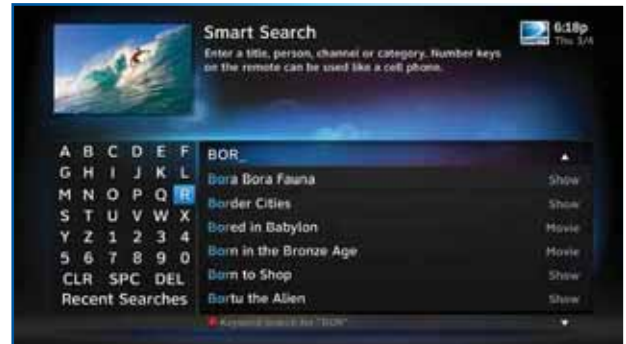 Smart Search
6:18p
Thu 3/4
Enter a title, person, channel or category. Number keys
on the remote can be used like a cell phone.
A B C D E F
G H I J K L
M N O P Q R
S T U V W X
Y Z 1 2 3 4
5 6 7 8 9 0
CLR SPC DEL
Recent Searches
BOR_
Bora Bora Fauna Show
Border Cities Show
Bored in Babylon Movie
Born in the Bronze Age Movie
Born to Shop Show
Bortu the Alien Show
Keyword Search for "BOR"